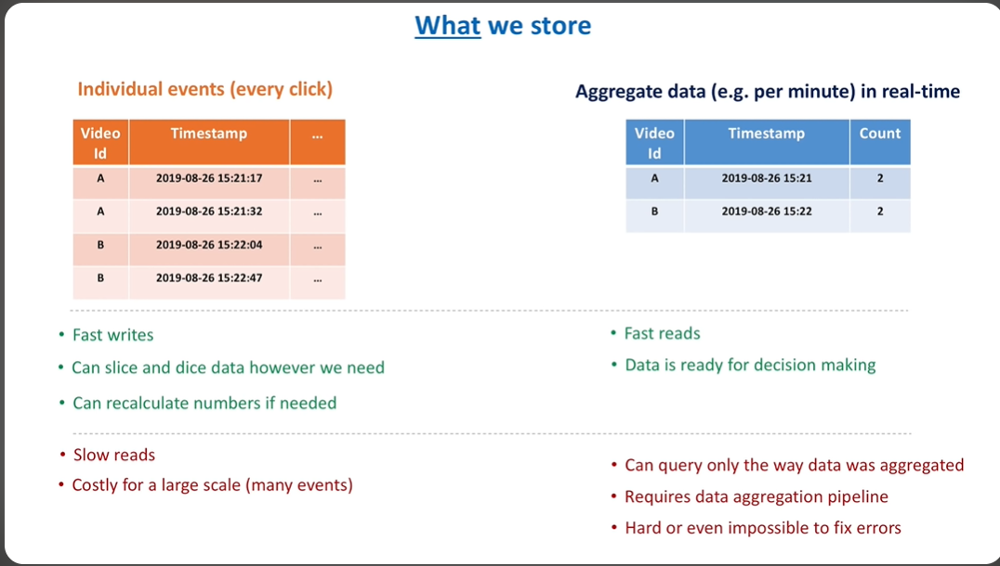 What we store
Individual events (every click)
Video Id Timestamp ...
A 2019-08-26 15:21:17 ...
A 2019-08-26 15:21:32 ...
B 2019-08-26 15:22:04 ...
B 2019-08-26 15:22:47 ...
Aggregate data (e.g. per minute) in real-time
Video Id Timestamp Count
A 2019-08-26 15:21 2
B 2019-08-26 15:22 2
• Fast writes
• Can slice and dice data however we need
• Can recalculate numbers if needed
• Fast reads
• Data is ready for decision making
• Slow reads
• Costly for a large scale (many events)
• Can query only the way data was aggregated
• Requires data aggregation pipeline
• Hard or even impossible to fix errors